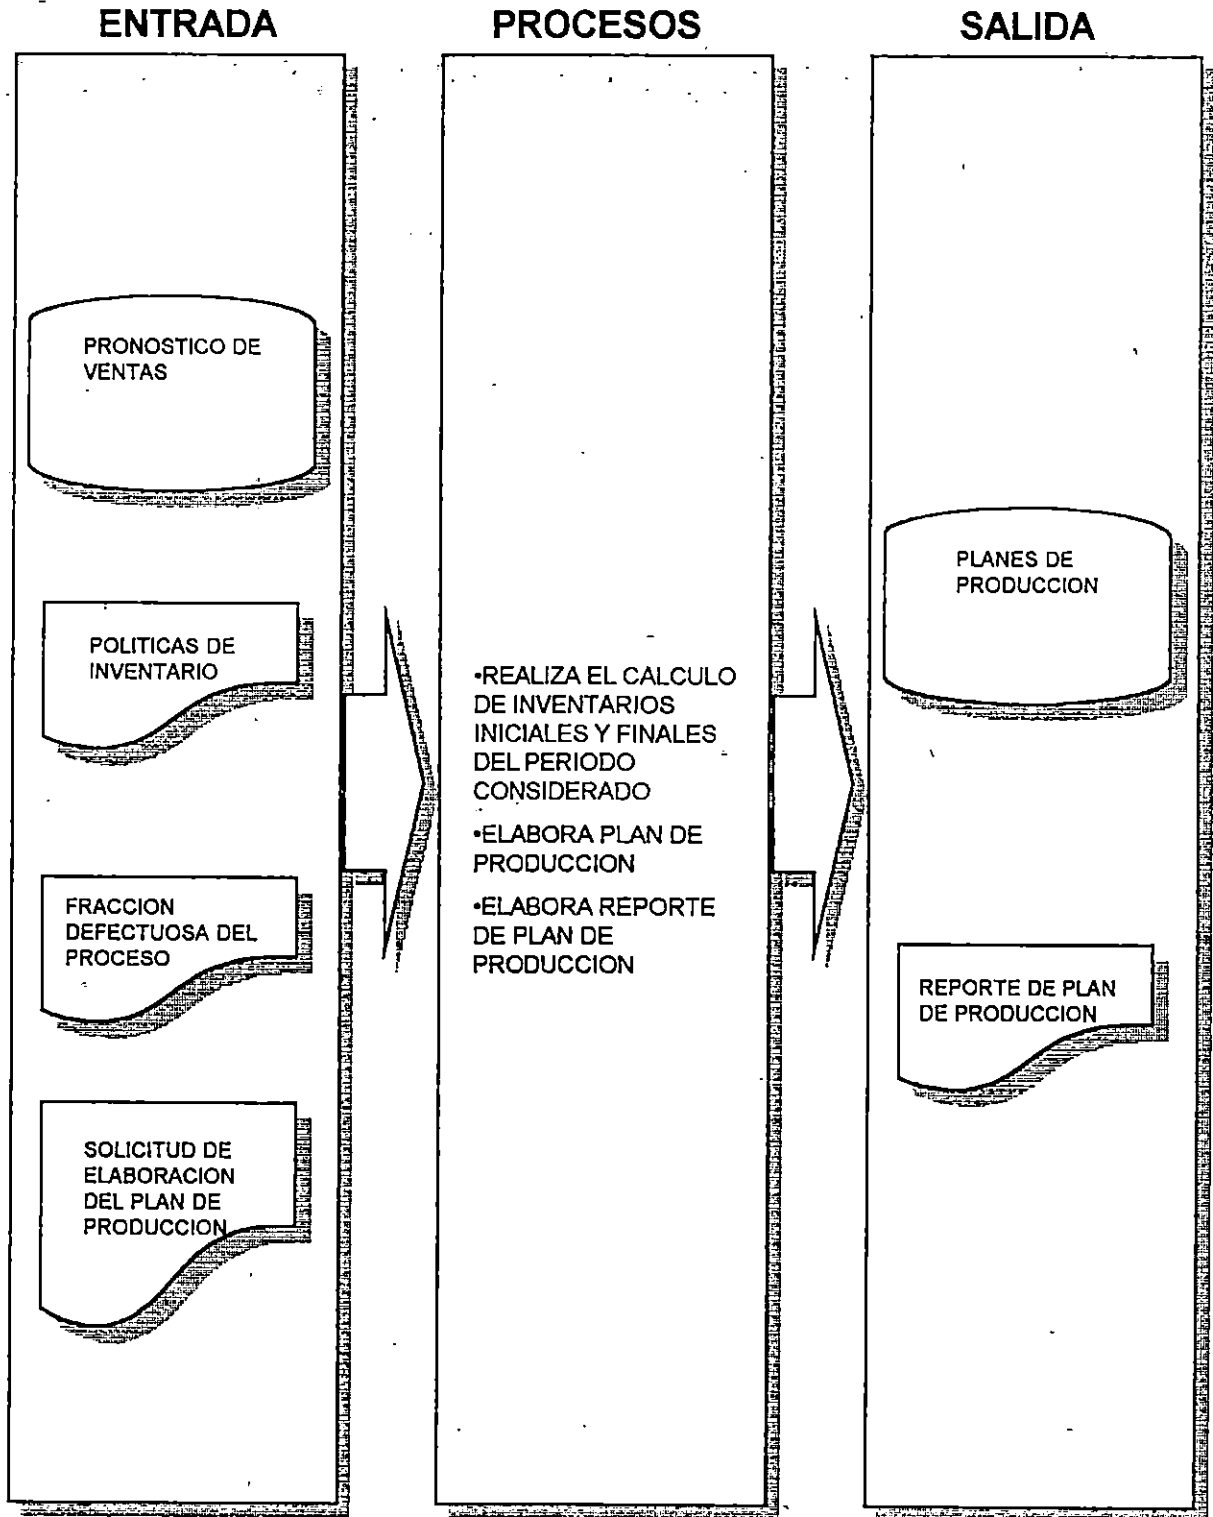 ENTRADA
PROCESOS
SALIDA
PRONOSTICO DE
VENTAS
POLITICAS DE
INVENTARIO
FRACCION
DEFECTUOSA DEL
PROCESO
SOLICITUD DE
ELABORACION
DEL PLAN DE
PRODUCCION
•REALIZA EL CALCULO
DE INVENTARIOS
INICIALES Y FINALES
DEL PERIODO
CONSIDERADO
•ELABORA PLAN DE
PRODUCCION
•ELABORA REPORTE
DE PLAN DE
PRODUCCION
PLANES DE
PRODUCCION
REPORTE DE PLAN
DE PRODUCCION